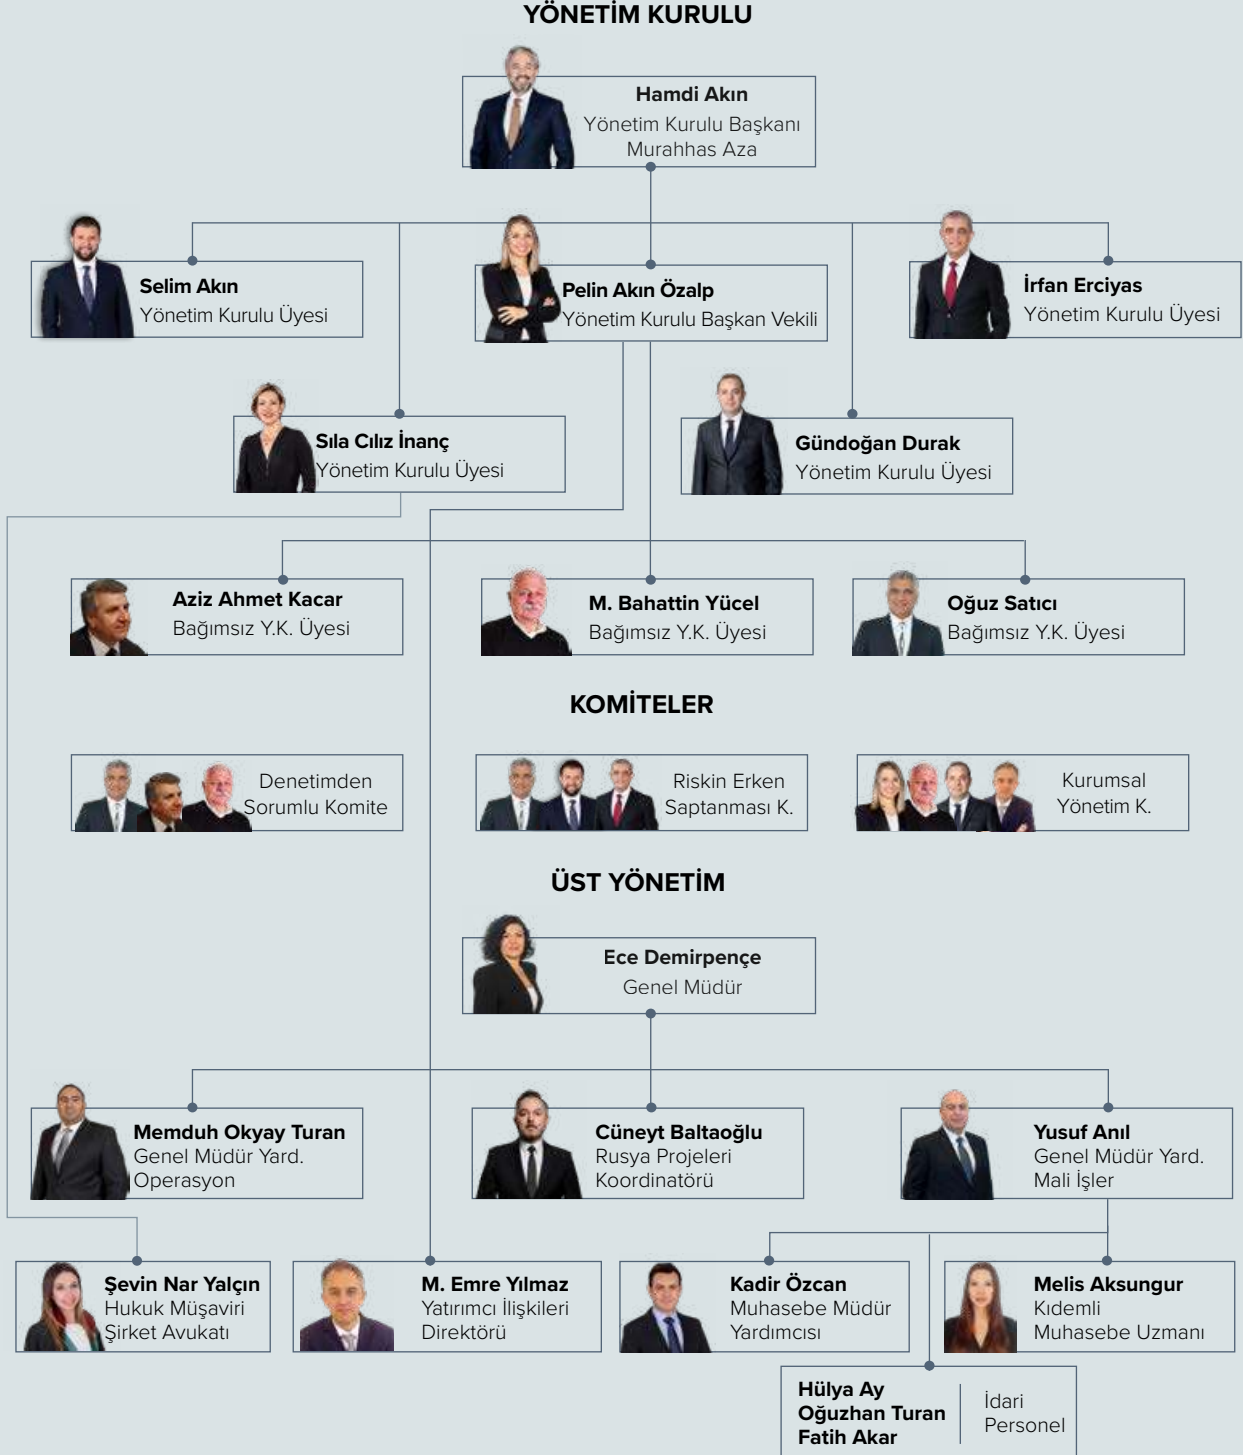 YÖNETİM KURULU
Hamdi Akın
Yönetim Kurulu Başkanı
Murahhas Aza
Selim Akın
Yönetim Kurulu Üyesi
Pelin Akın Özalp
Yönetim Kurulu Başkan Vekili
İrfan Erciyas
Yönetim Kurulu Üyesi
Sıla Cılız İnanç
Yönetim Kurulu Üyesi
Gündoğan Durak
Yönetim Kurulu Üyesi
Aziz Ahmet Kacar
Bağımsız Y.K. Üyesi
M. Bahattin Yücel
Bağımsız Y.K. Üyesi
Oğuz Satıcı
Bağımsız Y.K. Üyesi
KOMİTELER
Denetimden
Sorumlu Komite
Riskin Erken
Saptanması K.
Kurumsal
Yönetim K.
ÜST YÖNETİM
Ece Demirpençe
Genel Müdür
Memduh Okyay Turan
Genel Müdür Yard.
Operasyon
Cüneyt Baltaoğlu
Rusya Projeleri
Koordinatörü
Yusuf Anıl
Genel Müdür Yard.
Mali İşler
Şevin Nar Yalçın
Hukuk Müşaviri
Şirket Avukatı
M. Emre Yılmaz
Yatırımcı İlişkileri
Direktörü
Kadir Özcan
Muhasebe Müdür
Yardımcısı
Melis Aksungur
Kıdemli
Muhasebe Uzmanı
Hülya Ay
Oğuzhan Turan
Fatih Akar
İdari
Personel